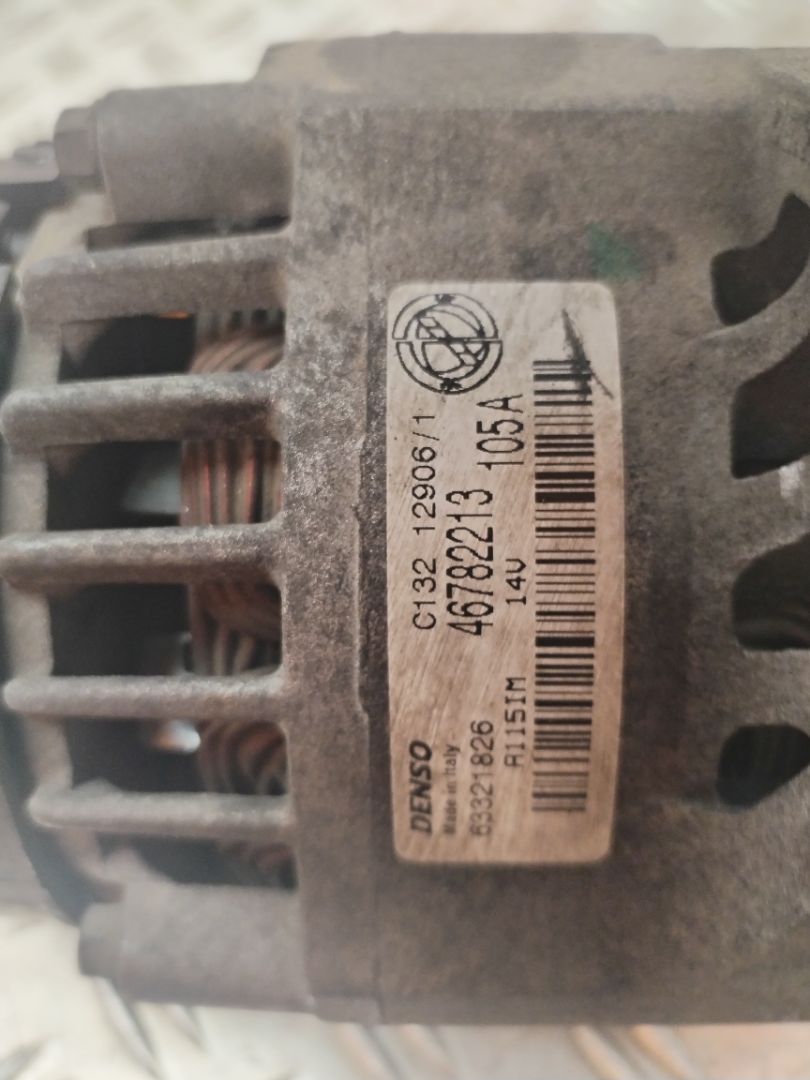 DENSO
Made in Italy
C132 12906/1
46782213 105A
63321826
A115IM 14V